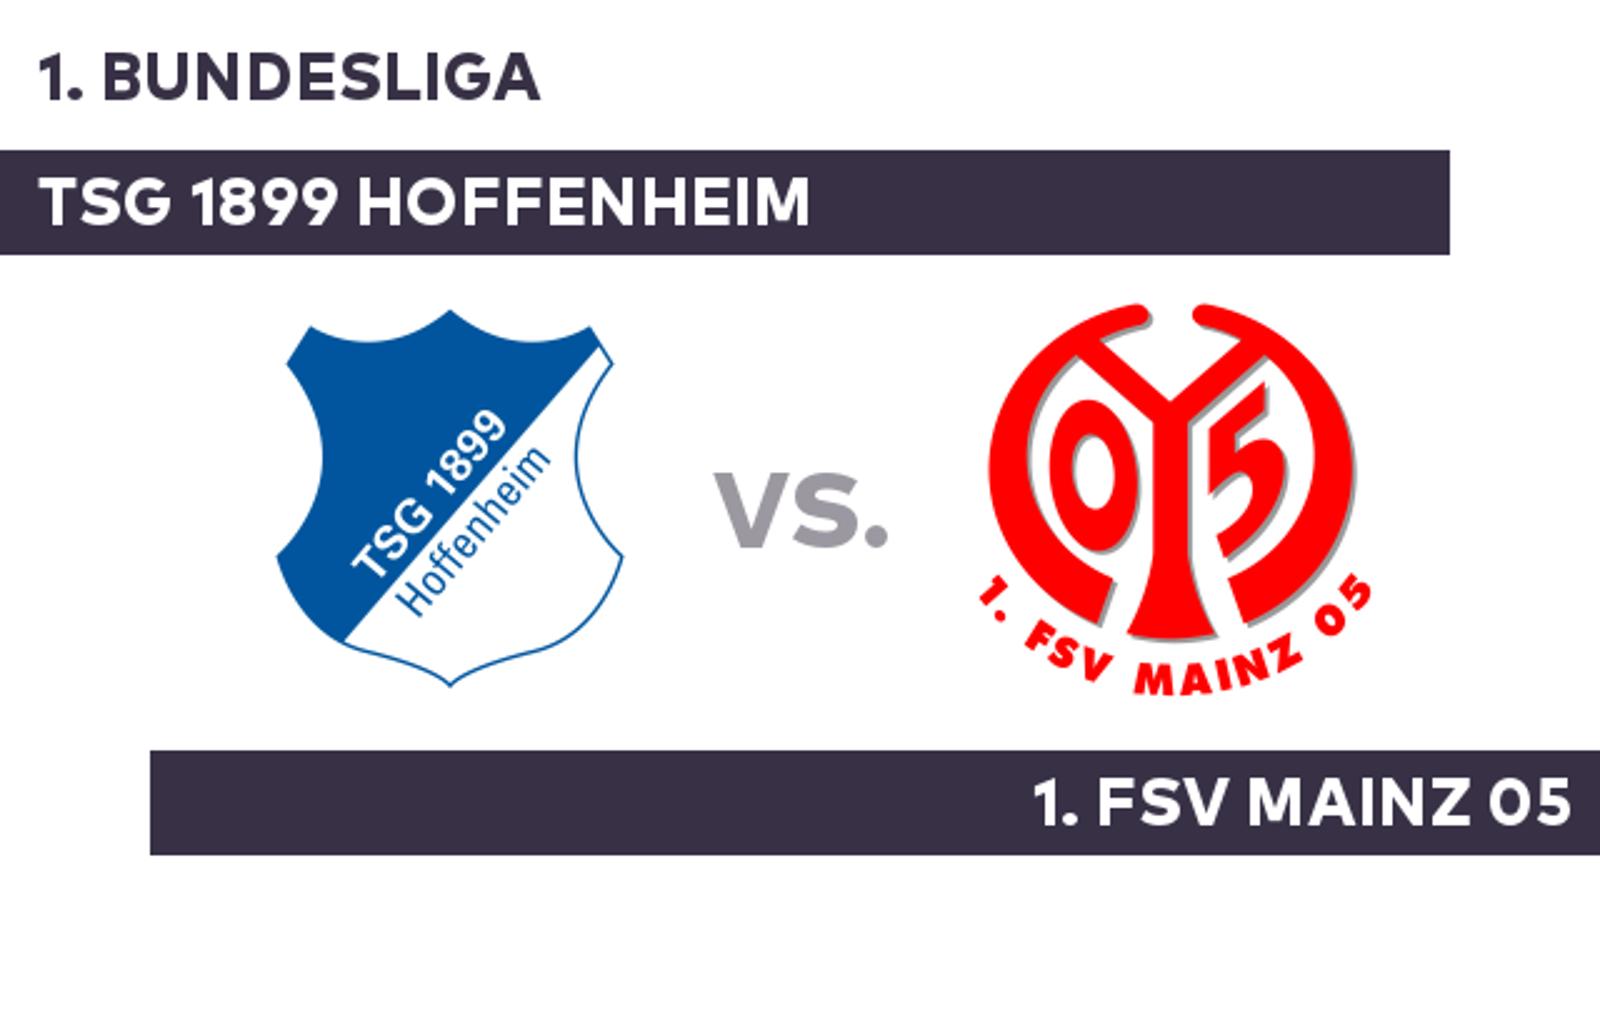 1. BUNDESLIGA
TSG 1899 HOFFENHEIM
TSG 1899
Hoffenheim
VS.
05
1. FSV MAINZ 05
1. FSV MAINZ 05